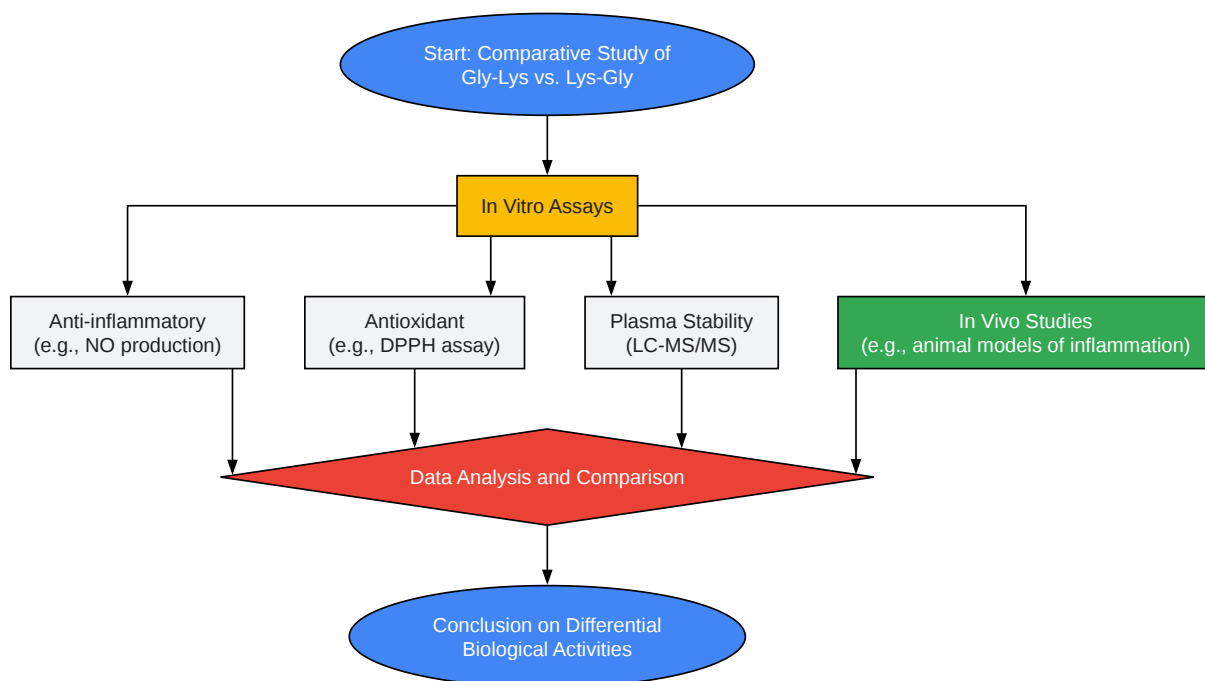 Start: Comparative Study of
Gly-Lys vs. Lys-Gly
In Vitro Assays
Anti-inflammatory
(e.g., NO production)
Antioxidant
(e.g., DPPH assay)
Plasma Stability
(LC-MS/MS)
In Vivo Studies
(e.g., animal models of inflammation)
Data Analysis and Comparison
Conclusion on Differential
Biological Activities